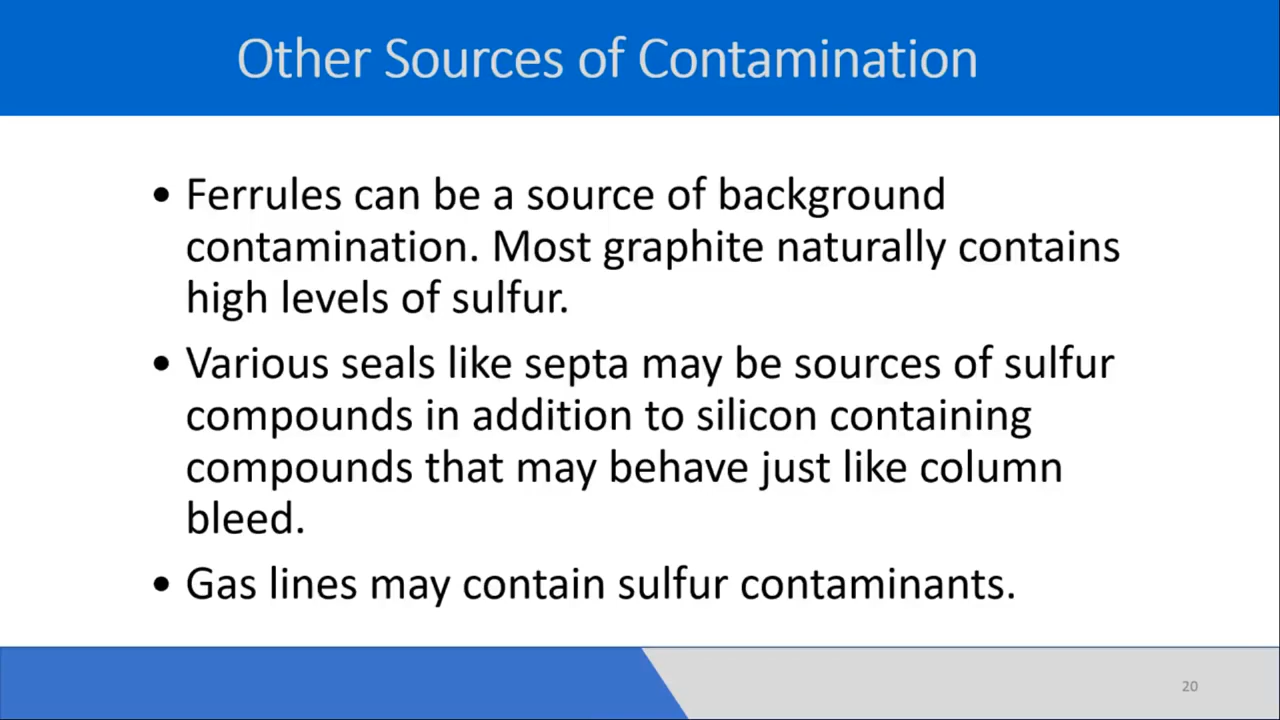 Other Sources of Contamination
• Ferrules can be a source of background
contamination. Most graphite naturally contains
high levels of sulfur.
• Various seals like septa may be sources of sulfur
compounds in addition to silicon containing
compounds that may behave just like column
bleed.
• Gas lines may contain sulfur contaminants.
20